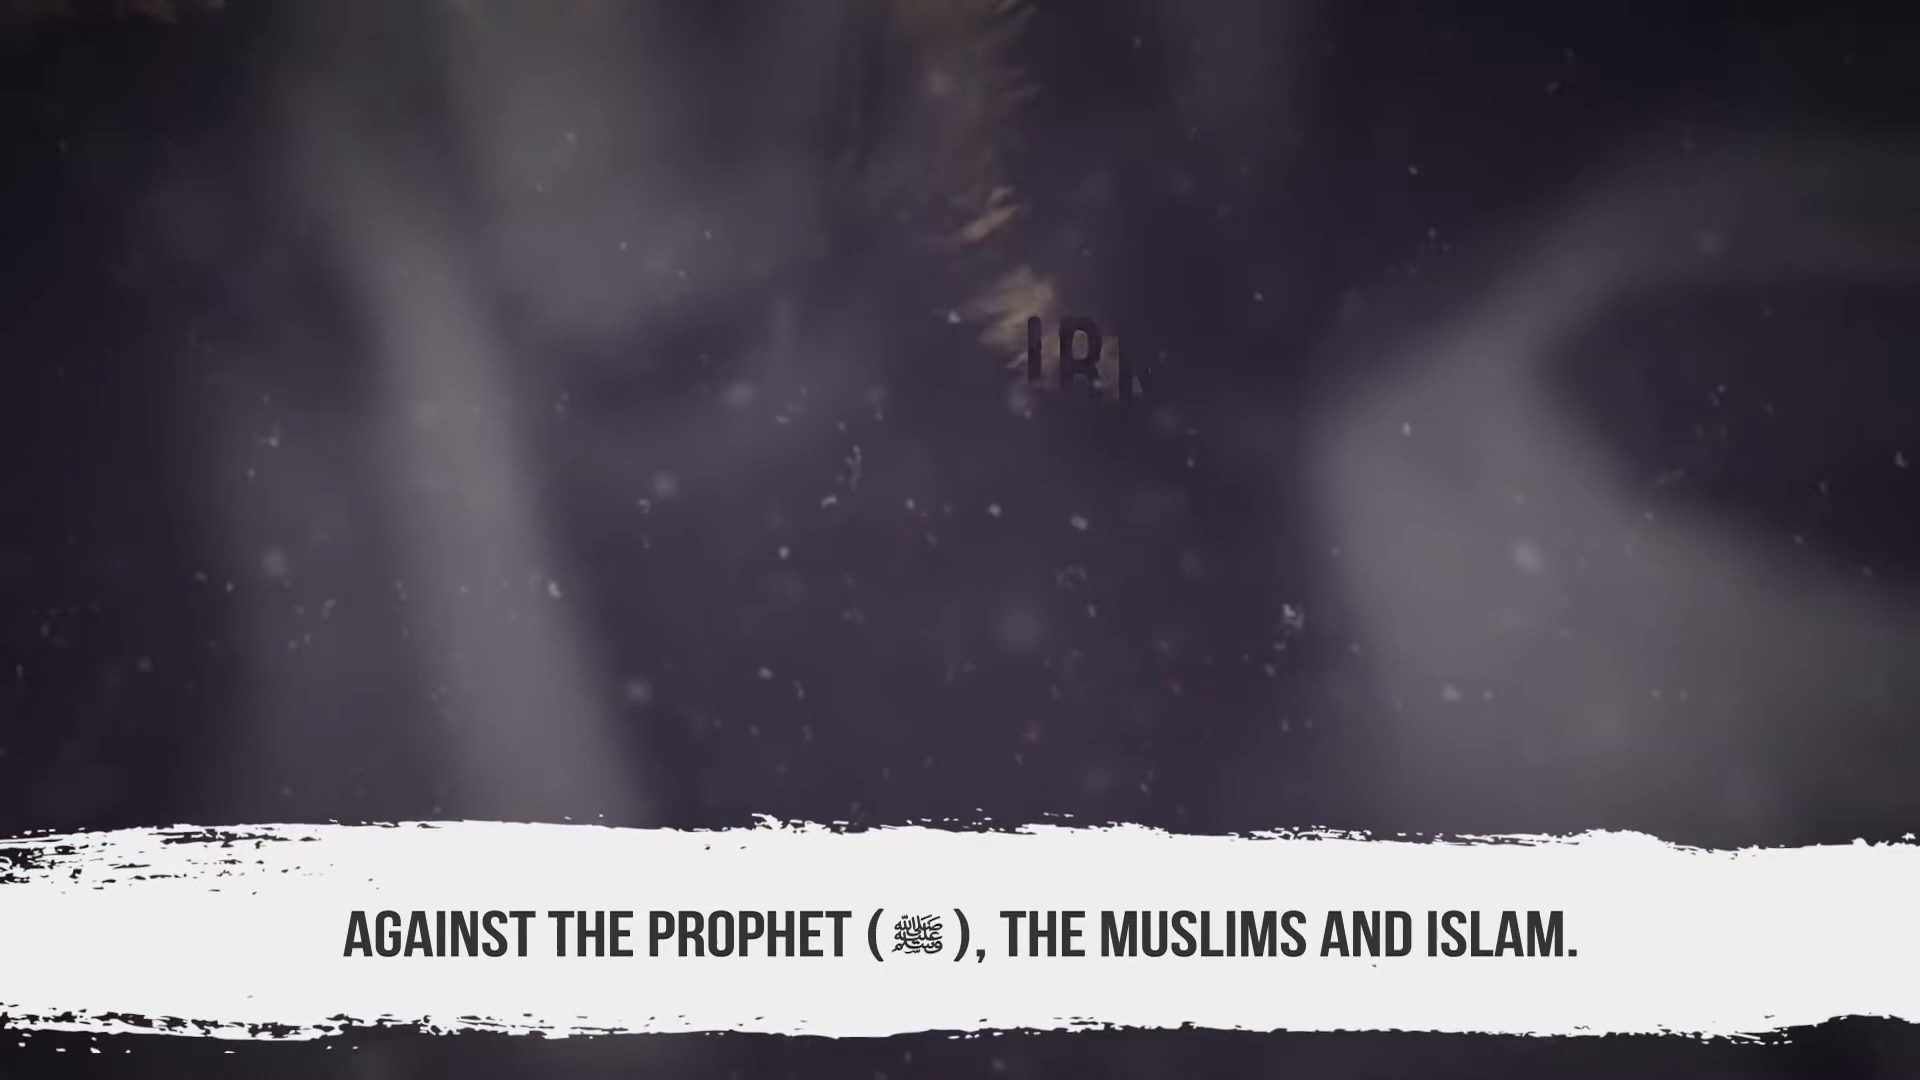 AGAINST THE PROPHET (ﷺ), THE MUSLIMS AND ISLAM.